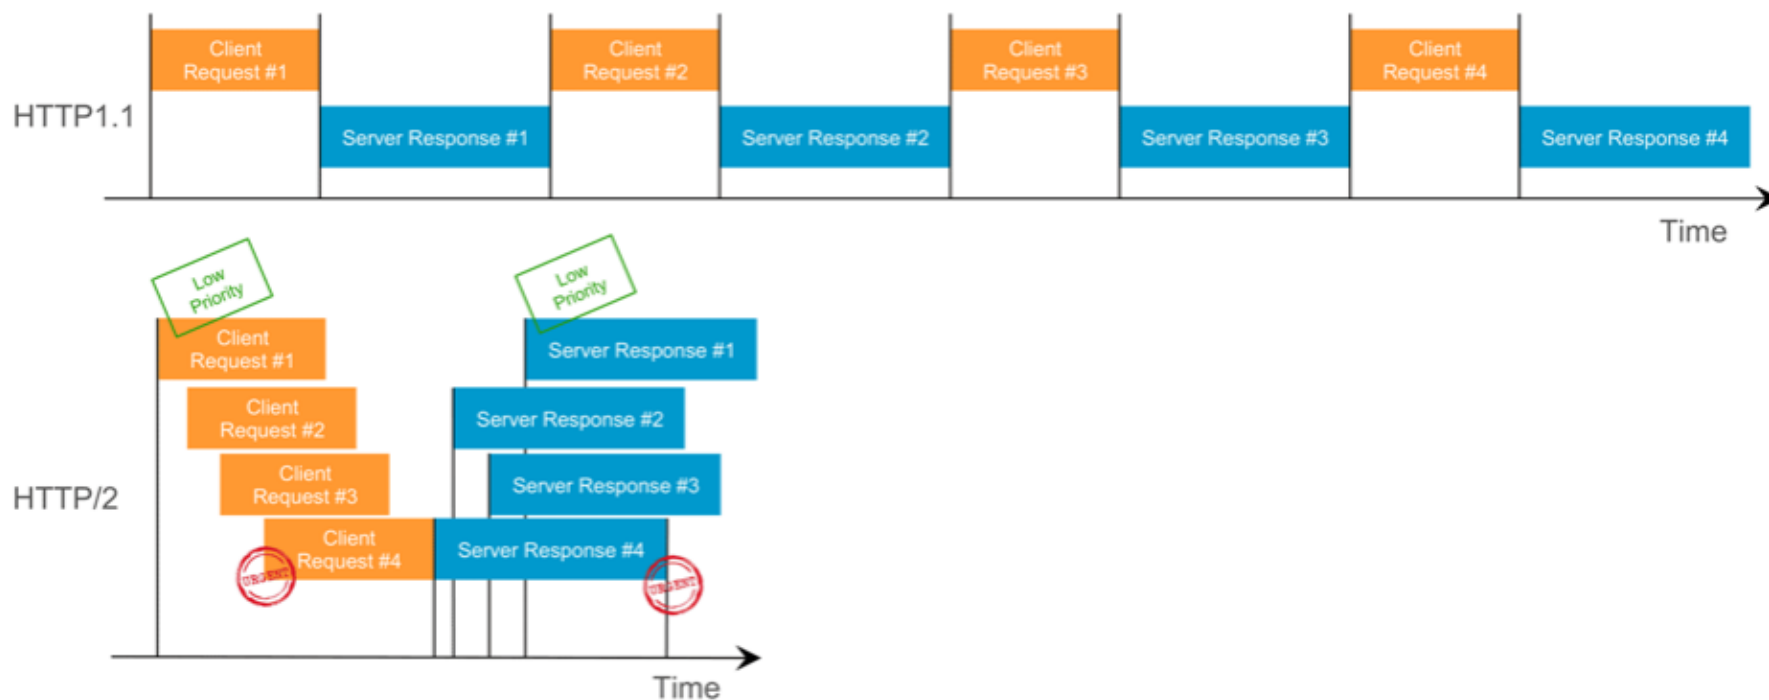 Client
Request #1
Client
Request #2
Client
Request #3
Client
Request #4
HTTP1.1
Server Response #1
Server Response #2
Server Response #3
Server Response #4
Time
Low
Priority
Low
Priority
Client
Request #1
Server Response #1
Client
Request #2
Server Response #2
Client
Request #3
Server Response #3
HTTP/2
Client
Request #4
Server Response #4
URGENT
URGENT
Time